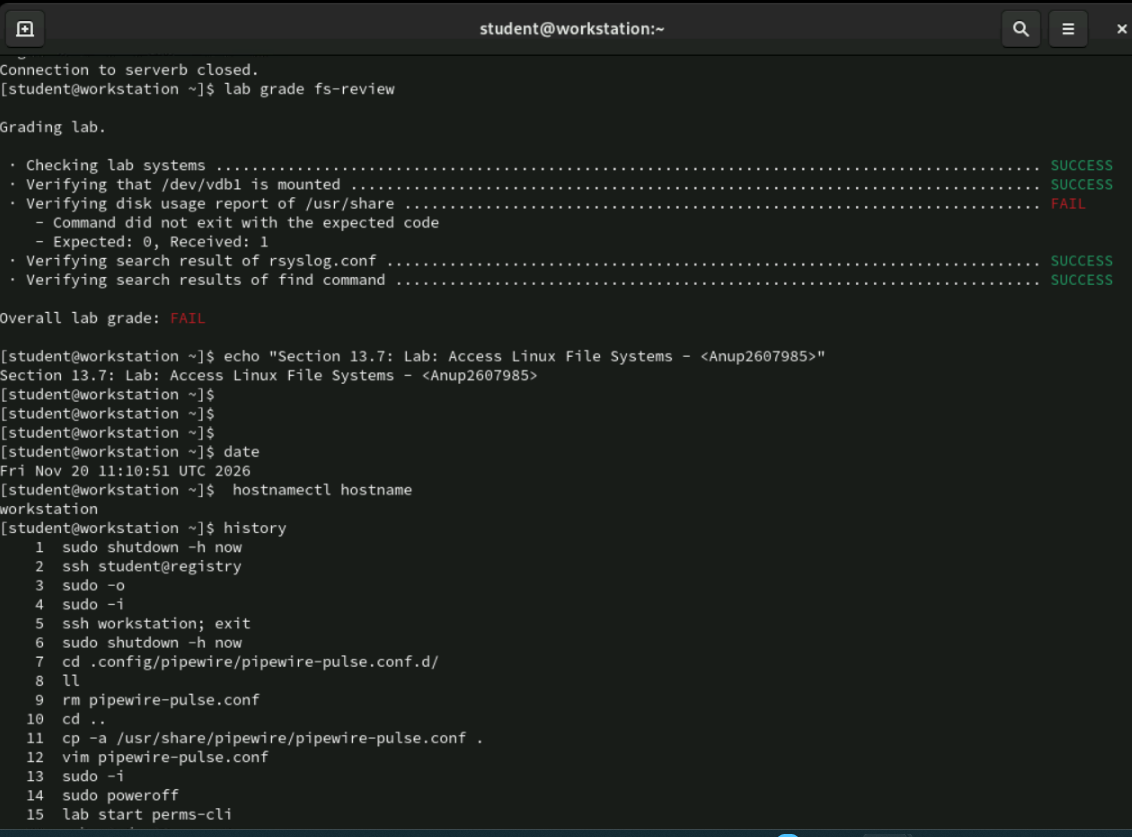 student@workstation:~
Connection to serverb closed.
[student@workstation ~]$ lab grade fs-review
Grading lab.
· Checking lab systems ............................................................................................ SUCCESS
· Verifying that /dev/vdb1 is mounted ............................................................................. SUCCESS
· Verifying disk usage report of /usr/share ....................................................................... FAIL
- Command did not exit with the expected code
- Expected: 0, Received: 1
· Verifying search result of rsyslog.conf ......................................................................... SUCCESS
· Verifying search results of find command ........................................................................ SUCCESS
Overall lab grade: FAIL
[student@workstation ~]$ echo "Section 13.7: Lab: Access Linux File Systems - <Anup2607985>"
Section 13.7: Lab: Access Linux File Systems - <Anup2607985>
[student@workstation ~]$
[student@workstation ~]$
[student@workstation ~]$
[student@workstation ~]$ date
Fri Nov 20 11:10:51 UTC 2026
[student@workstation ~]$  hostnamectl hostname
workstation
[student@workstation ~]$ history
1  sudo shutdown -h now
2  ssh student@registry
3  sudo -o
4  sudo -i
5  ssh workstation; exit
6  sudo shutdown -h now
7  cd .config/pipewire/pipewire-pulse.conf.d/
8  ll
9  rm pipewire-pulse.conf
10  cd ..
11  cp -a /usr/share/pipewire/pipewire-pulse.conf .
12  vim pipewire-pulse.conf
13  sudo -i
14  sudo poweroff
15  lab start perms-cli